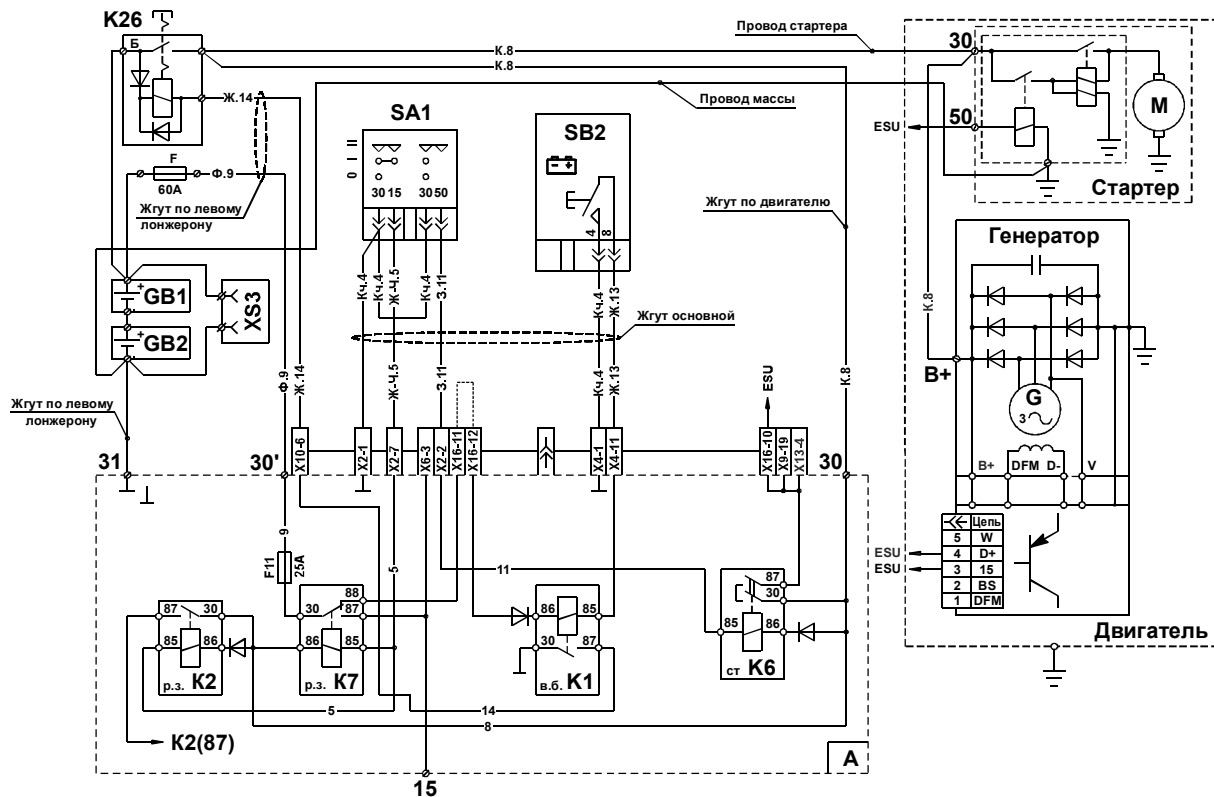 K26
Б
К.8
К.8
Ж.14
Провод стартера
Провод массы
30
50
ESU
M
Стартер
F
60A
Ф.9
Жгут по левому
лонжерону
SA1
0 I II
30 15
30 50
SB2
4
8
Жгут по двигателю
Генератор
К.8
B+
G
3
B+
DFM
D-
V
Цепь
5 W
4 D+
3 15
2 BS
1 DFM
ESU
ESU
Двигатель
+GB1
+GB2
XS3
Кч.4
Кч.4
Ж-Ч.5
Кч.4
З.11
Кч.4
Ж.13
Жгут основной
Ф.9
Ж.14
Ж-Ч.5
З.11
Кч.4
Ж.13
ESU
К.8
Жгут по левому
лонжерону
31
30'
X10-6
X2-1
X2-7
X6-3
X2-2
X16-11
X16-12
X4-1
X4-11
X16-10
X9-19
X13-4
30
9
F11
25A
5
11
87
30
85
86
р.з. K2
88
30
87
86
85
р.з. K7
86
85
30
87
в.б. K1
87
30
85
86
ст K6
5
14
8
K2(87)
A
15